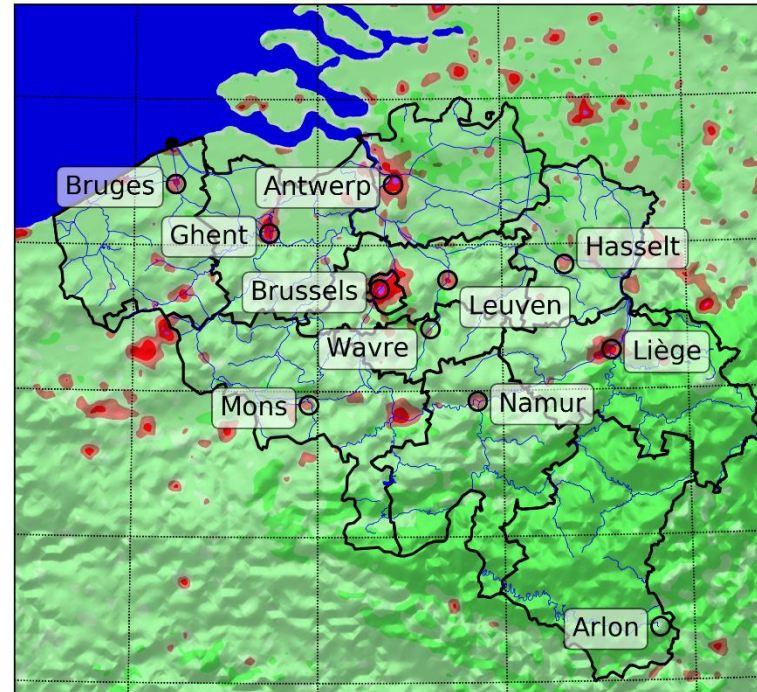 Bruges
Antwerp
Ghent
Hasselt
Brussels
Leuven
Wavre
Liège
Mons
Namur
Arlon